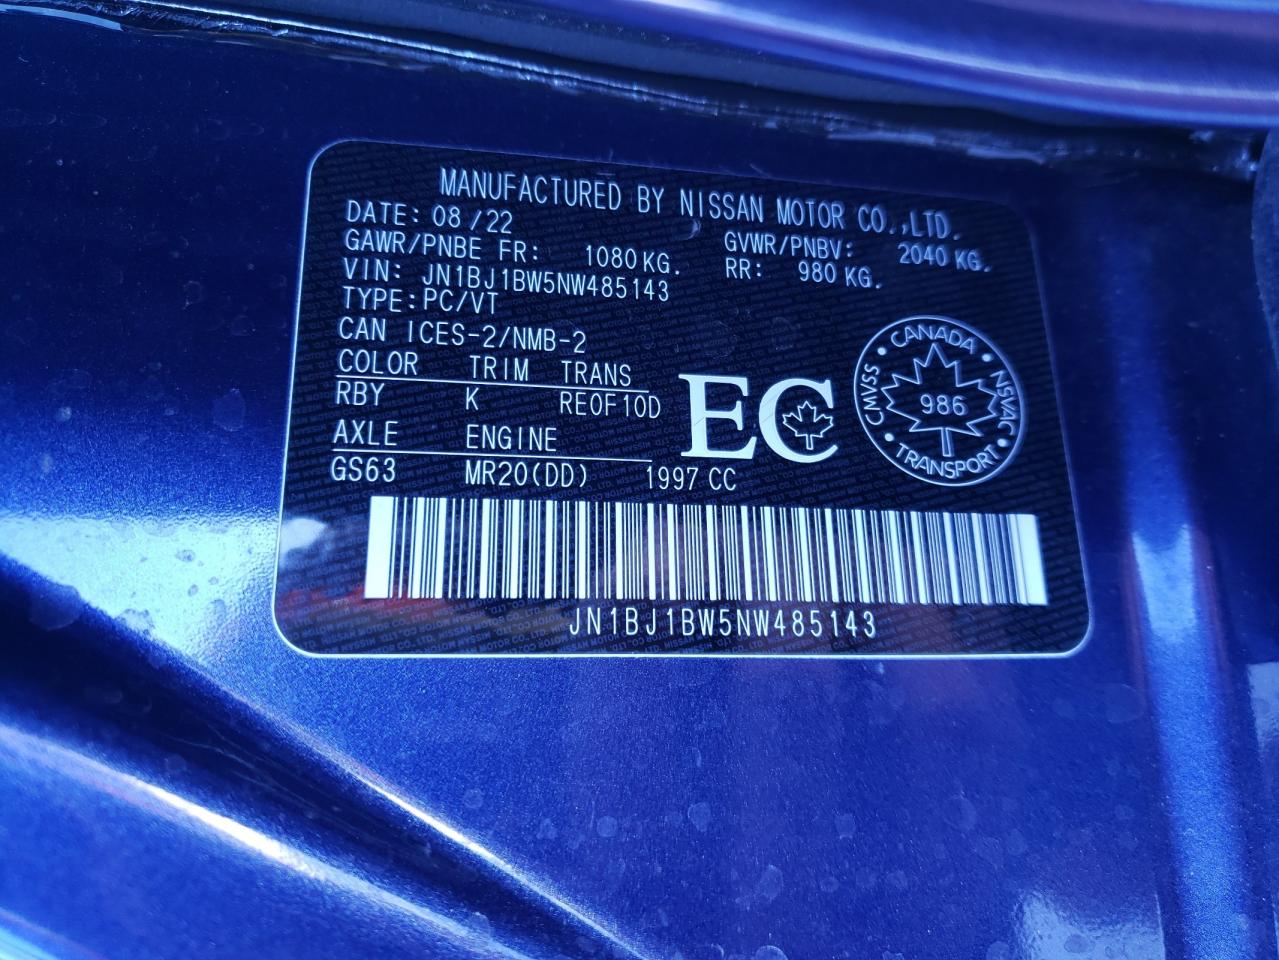 MANUFACTURED BY NISSAN MOTOR CO.,LTD.
DATE: 08/22
GAWR/PNBE FR: 1080KG. GVWR/PNBV: 2040 KG.
VIN: JN1BJ1BW5NW485143 RR: 980 KG.
TYPE: PC/VT
CAN ICES-2/NMB-2
COLOR TRIM TRANS
RBY K RE0F10D
AXLE ENGINE
GS63 MR20(DD) 1997 CC
EC
CANADA
CMVSS 986 NSVAC
TRANSPORT
JN1BJ1BW5NW485143